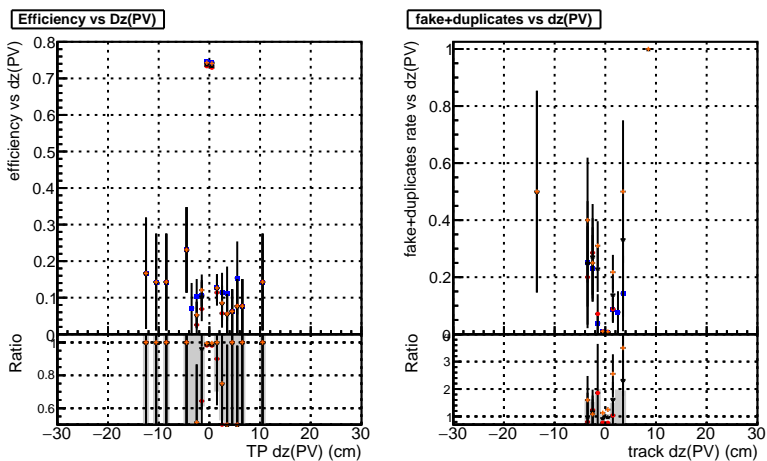 Efficiency vs Dz(PV)
efficiency vs dz(PV)
0.8
0.7
0.6
0.5
0.4
0.3
0.2
0.1
0
Ratio
1
0.8
0.6
−30 −20 −10 0 10 20 30
TP dz(PV) (cm)
fake+duplicates vs dz(PV)
fake+duplicates rate vs dz(PV)
1
0.8
0.6
0.4
0.2
0
Ratio
4
3
2
1
−30 −20 −10 0 10 20 30
track dz(PV) (cm)